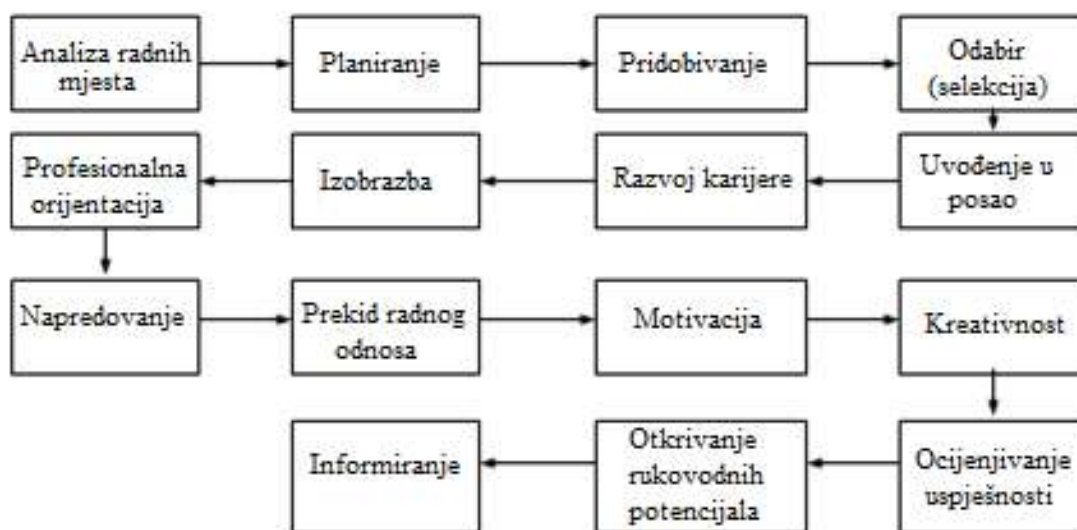 Analiza radnih
mjesta
Planiranje
Pridobivanje
Odabir
(selekcija)
Uvođenje u
posao
Razvoj karijere
Izobrazba
Profesionalna
orijentacija
Napredovanje
Prekid radnog
odnosa
Motivacija
Kreativnost
Ocijenjivanje
uspješnosti
Otkrivanje
rukovodnih
potencijala
Informiranje